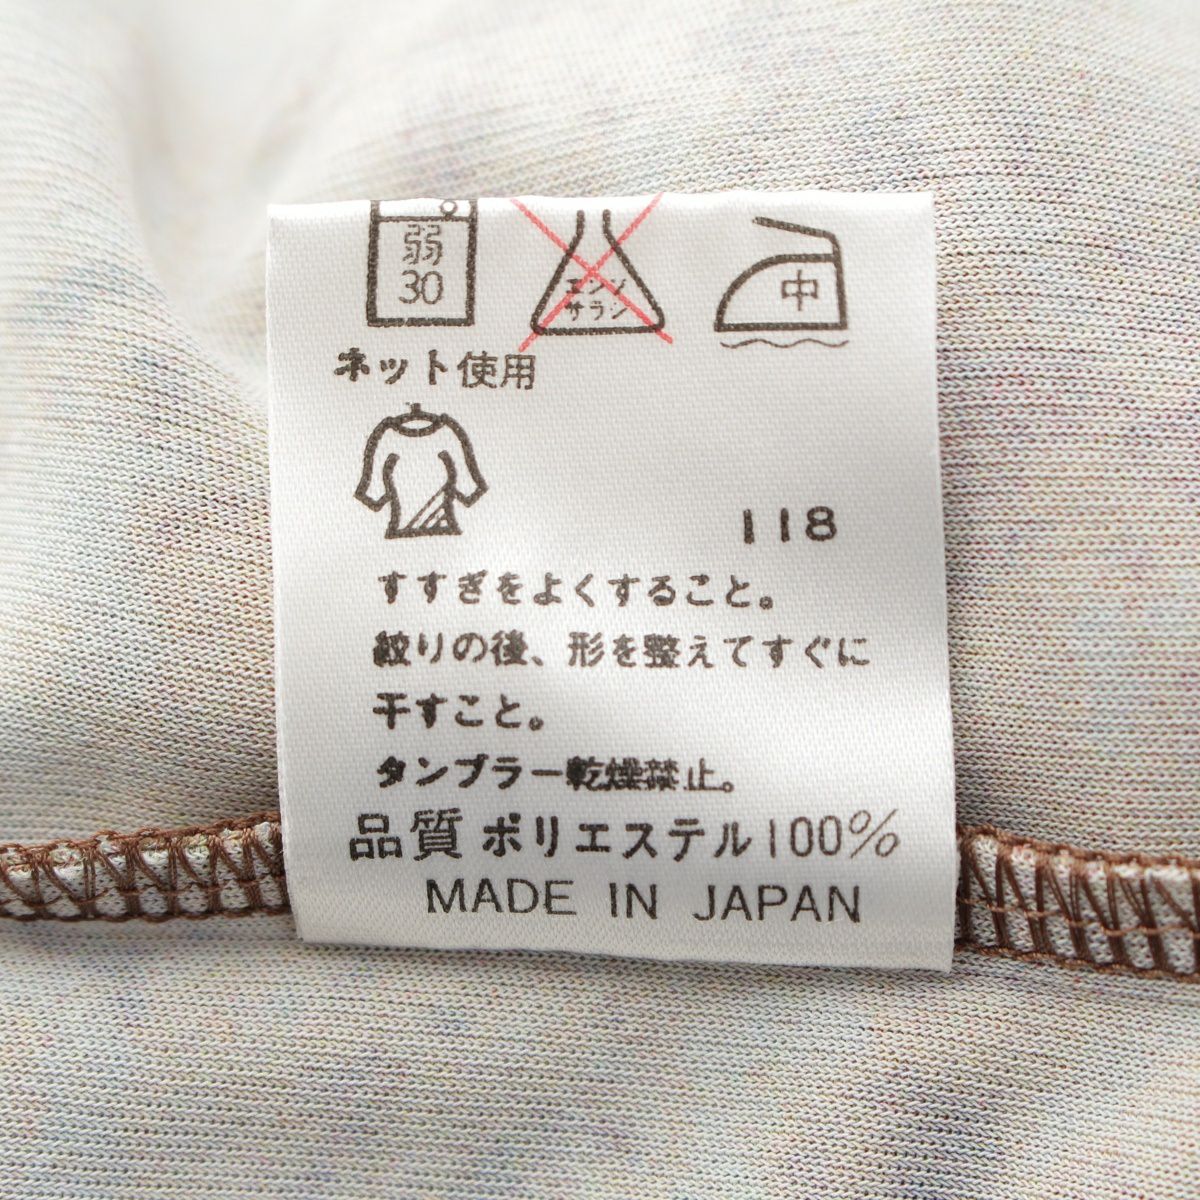 弱
30
エンソ
サラシ
中
ネット使用
118
すすぎをよくすること。
絞りの後、形を整えてすぐに
干すこと。
タンブラー乾燥禁止。
品質 ポリエステル100%
MADE IN JAPAN